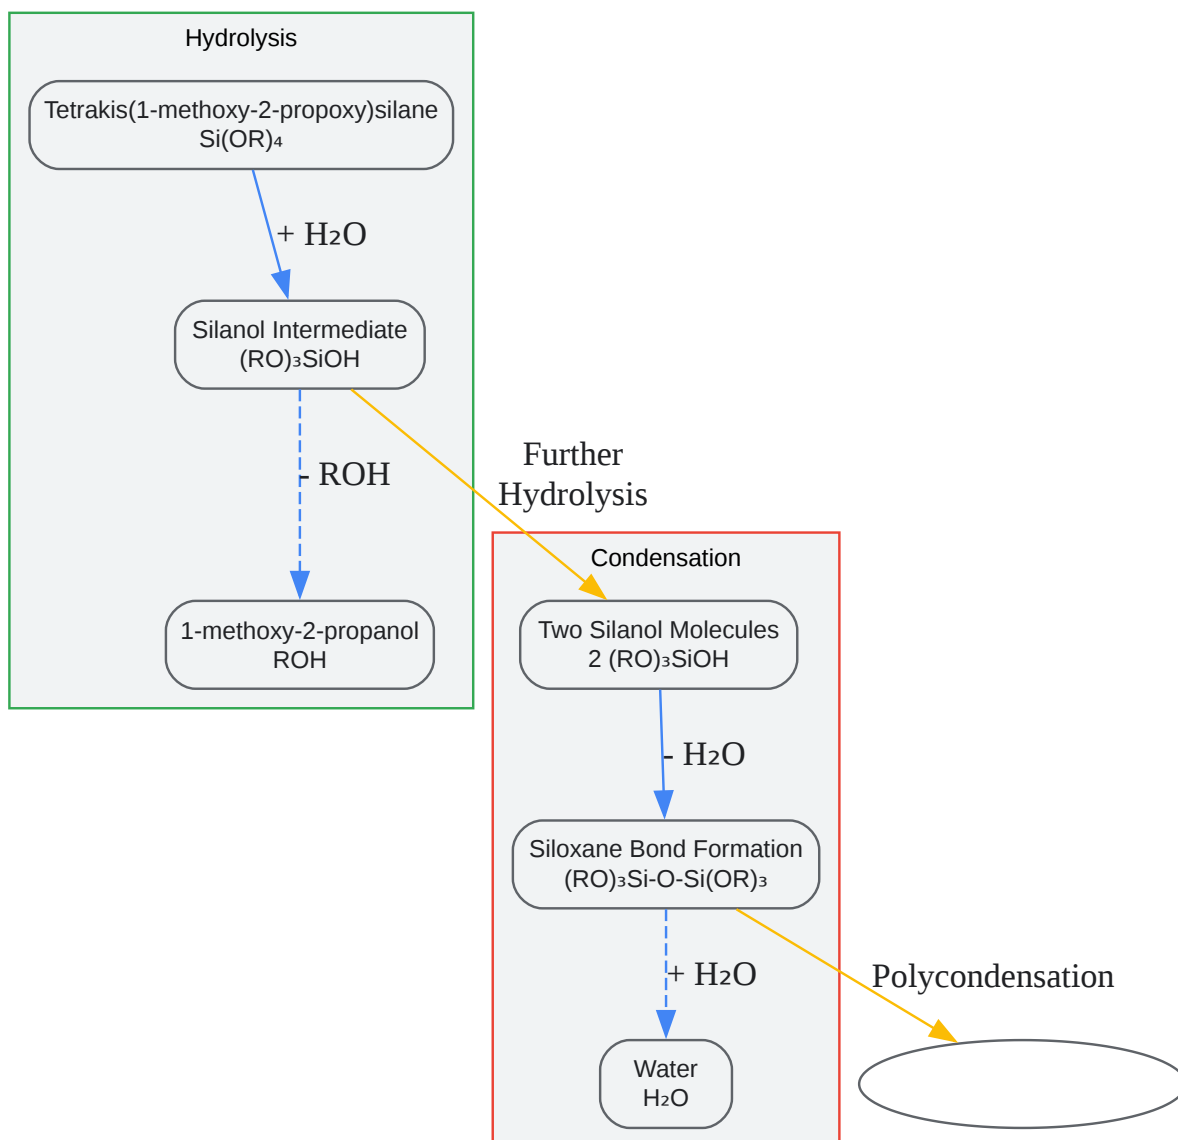 Hydrolysis
Tetrakis(1-methoxy-2-propoxy)silane
Si(OR)₄
+ H₂O
Silanol Intermediate
(RO)₃SiOH
- ROH
Further
Hydrolysis
1-methoxy-2-propanol
ROH
Condensation
Two Silanol Molecules
2 (RO)₃SiOH
- H₂O
Siloxane Bond Formation
(RO)₃Si-O-Si(OR)₃
+ H₂O
Polycondensation
Water
H₂O